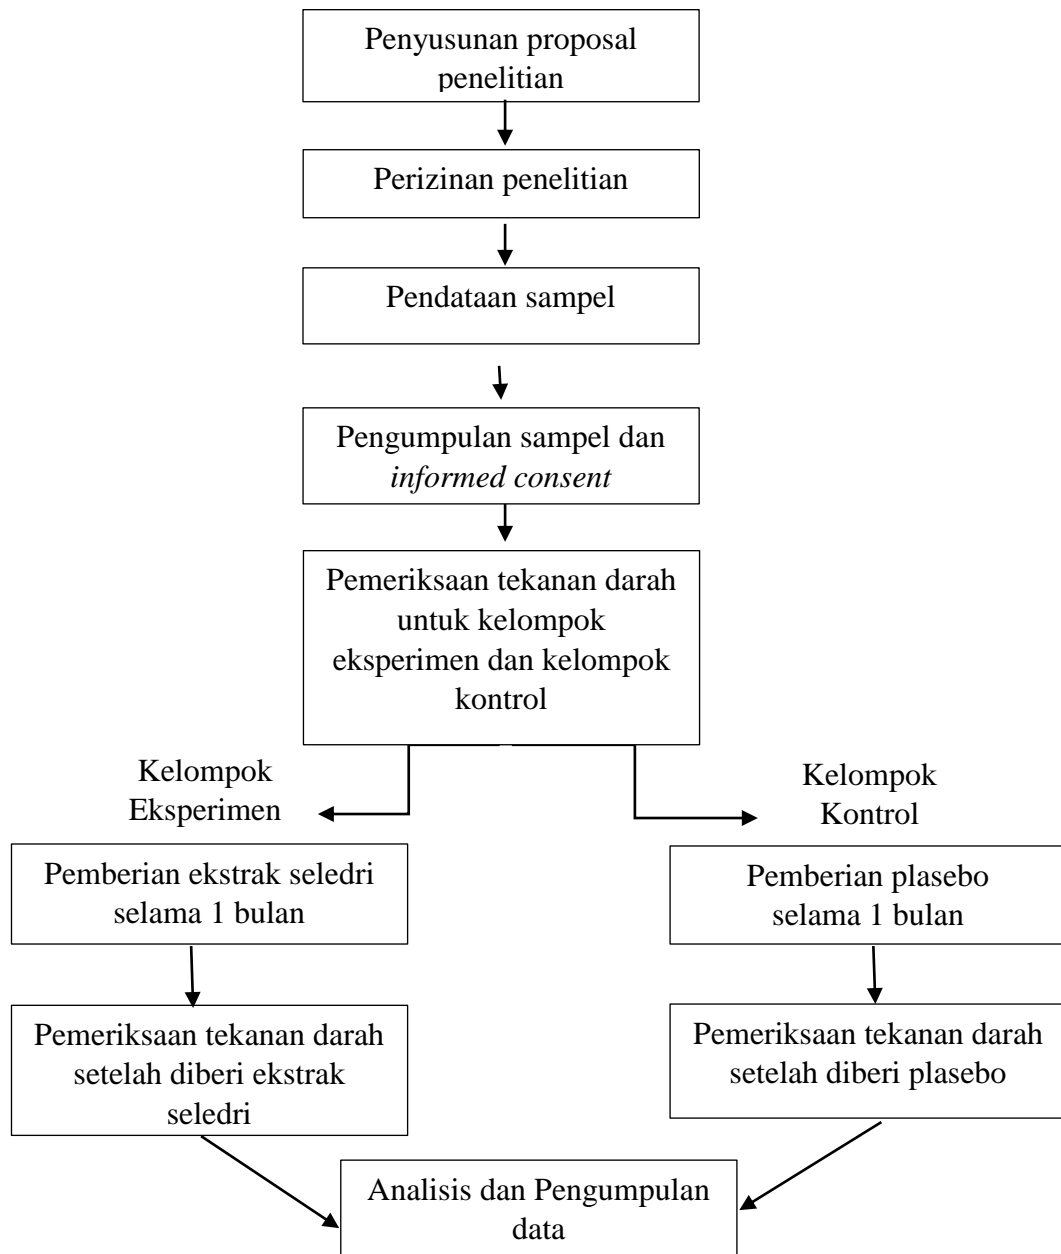 Penyusunan proposal
penelitian
Perizinan penelitian
Pendataan sampel
Pengumpulan sampel dan
informed consent
Pemeriksaan tekanan darah
untuk kelompok
eksperimen dan kelompok
kontrol
Kelompok
Eksperimen
Kelompok
Kontrol
Pemberian ekstrak seledri
selama 1 bulan
Pemberian plasebo
selama 1 bulan
Pemeriksaan tekanan darah
setelah diberi ekstrak
seledri
Pemeriksaan tekanan darah
setelah diberi plasebo
Analisis dan Pengumpulan
data